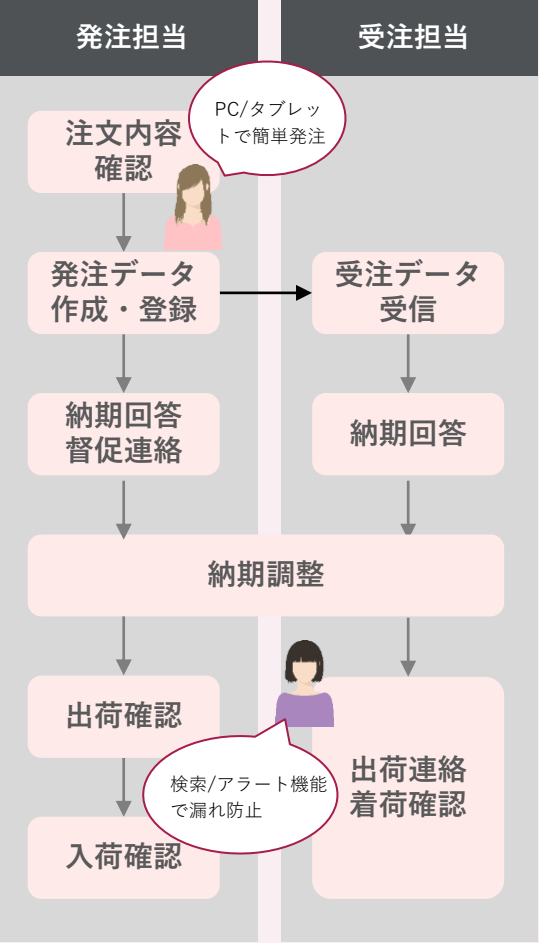 発注担当
受注担当
PC/タブレッ
トで簡単発注
注文内容
確認
発注データ
作成・登録
受注データ
受信
納期回答
督促連絡
納期回答
納期調整
出荷確認
検索/アラート機能
で漏れ防止
出荷連絡
着荷確認
入荷確認